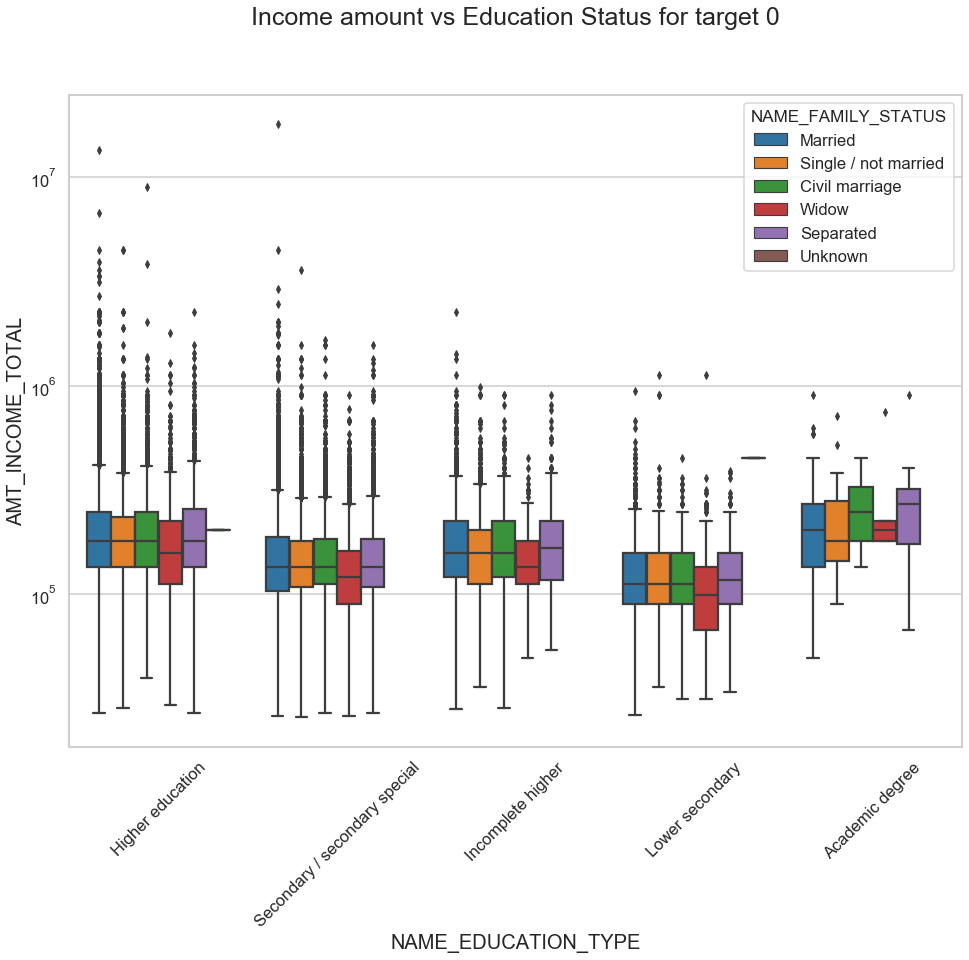 Income amount vs Education Status for target 0
NAME_FAMILY_STATUS
Married
Single / not married
Civil marriage
Widow
Separated
Unknown
AMT_INCOME_TOTAL
10^7
10^6
10^5
Higher education
Secondary / secondary special
Incomplete higher
Lower secondary
Academic degree
NAME_EDUCATION_TYPE